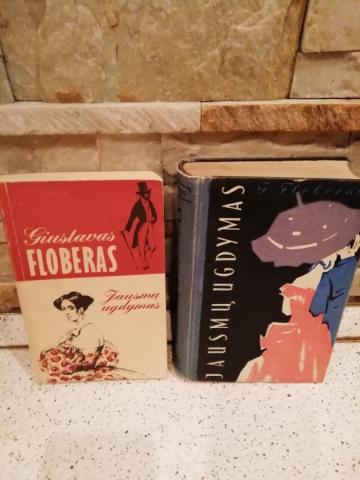 Giustavas
FLOBERAS
Jausmų
ugdymas
G. Floberas
JAUSMŲ UGDYMAS